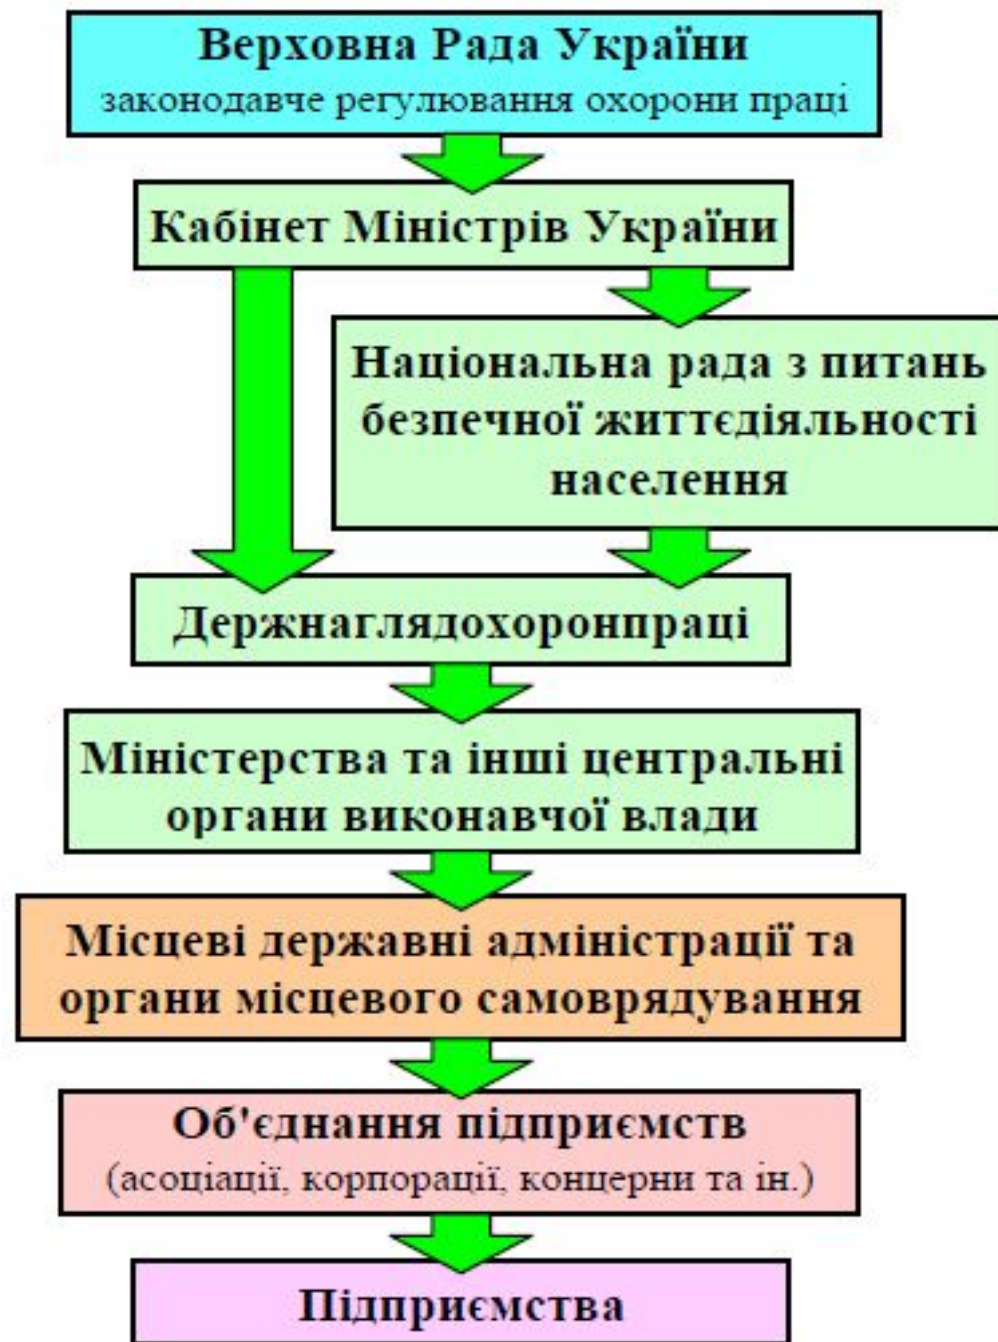 Верховна Рада України
законодавче регулювання охорони праці
Кабінет Міністрів України
Національна рада з питань
безпечної життєдіяльності
населення
Держнаглядохоронпраці
Міністерства та інші центральні
органи виконавчої влади
Місцеві державні адміністрації та
органи місцевого самоврядування
Об'єднання підприємств
(асоціації, корпорації, концерни та ін.)
Підприємства